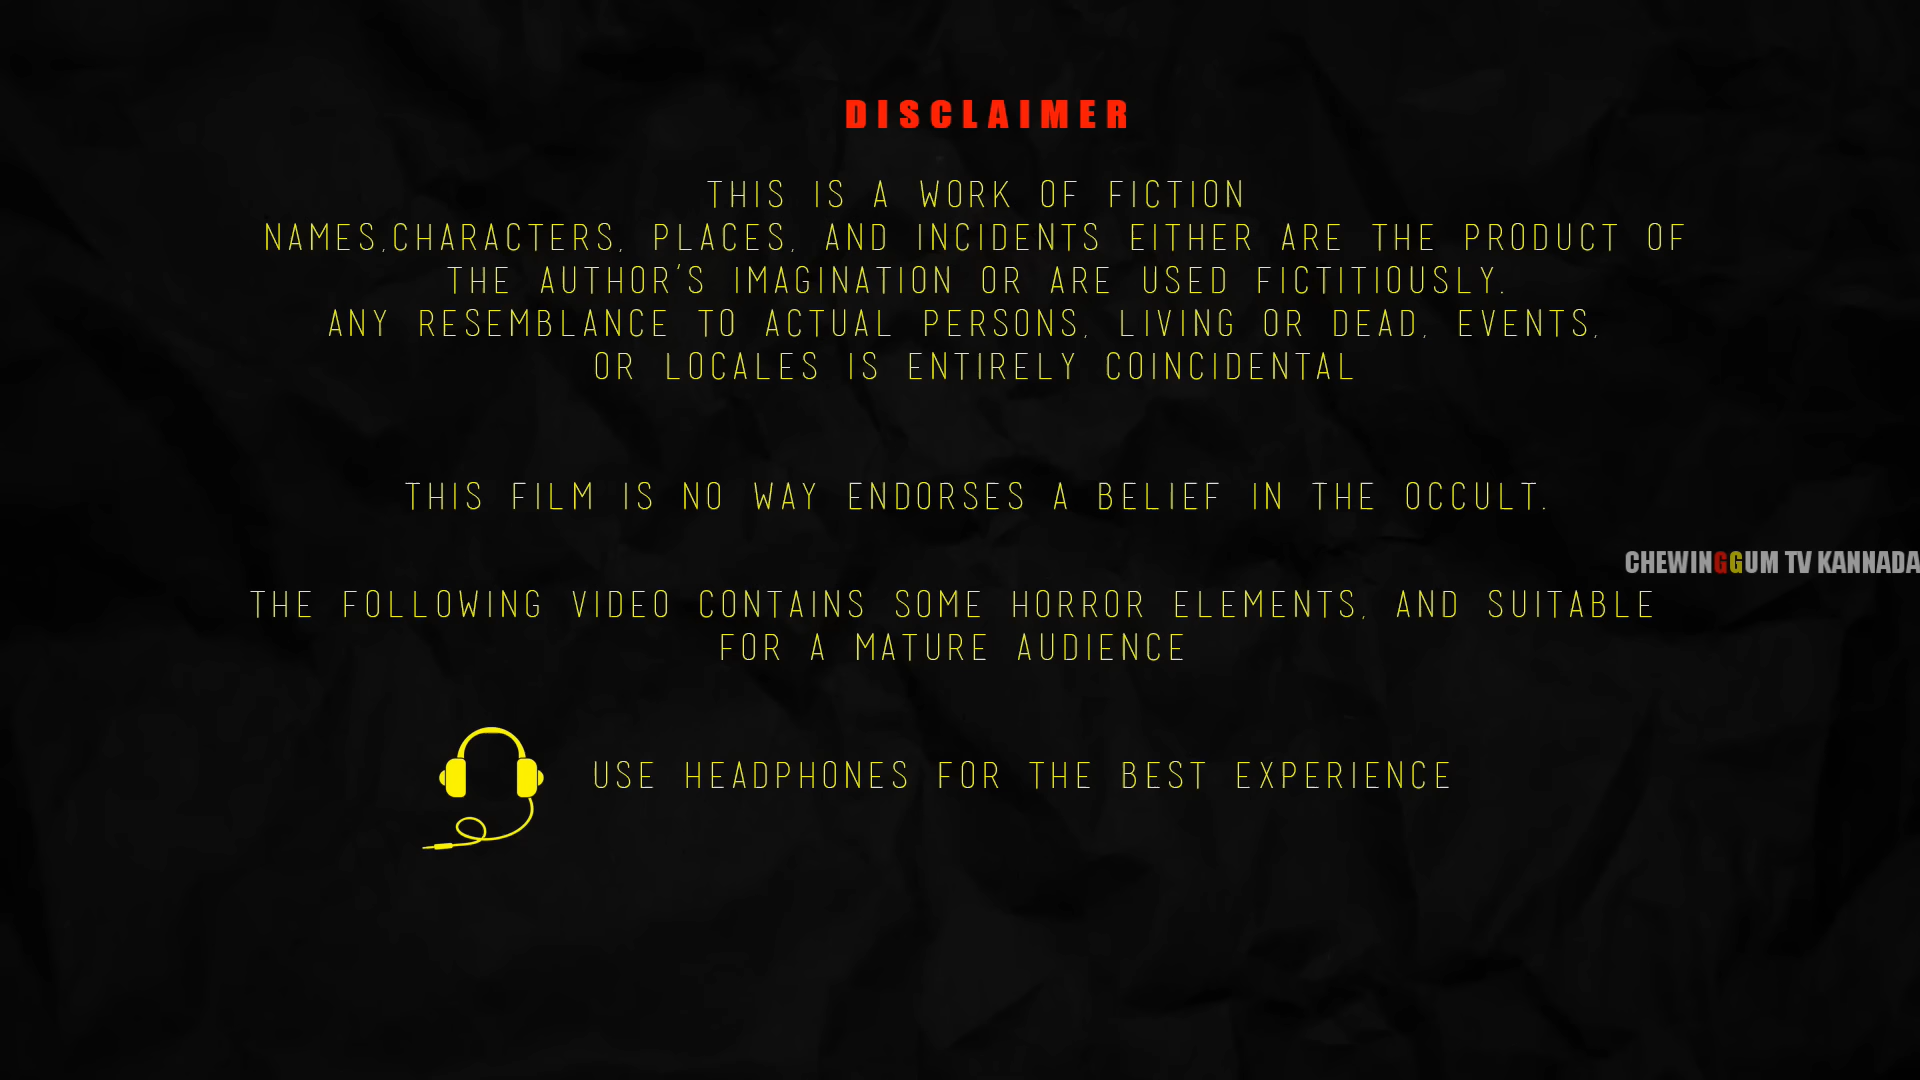 DISCLAIMER
THIS IS A WORK OF FICTION
NAMES,CHARACTERS, PLACES, AND INCIDENTS EITHER ARE THE PRODUCT OF
THE AUTHOR'S IMAGINATION OR ARE USED FICTITIOUSLY.
ANY RESEMBLANCE TO ACTUAL PERSONS, LIVING OR DEAD, EVENTS,
OR LOCALES IS ENTIRELY COINCIDENTAL
THIS FILM IS NO WAY ENDORSES A BELIEF IN THE OCCULT.
CHEWINGGUM TV KANNADA
THE FOLLOWING VIDEO CONTAINS SOME HORROR ELEMENTS, AND SUITABLE
FOR A MATURE AUDIENCE
USE HEADPHONES FOR THE BEST EXPERIENCE